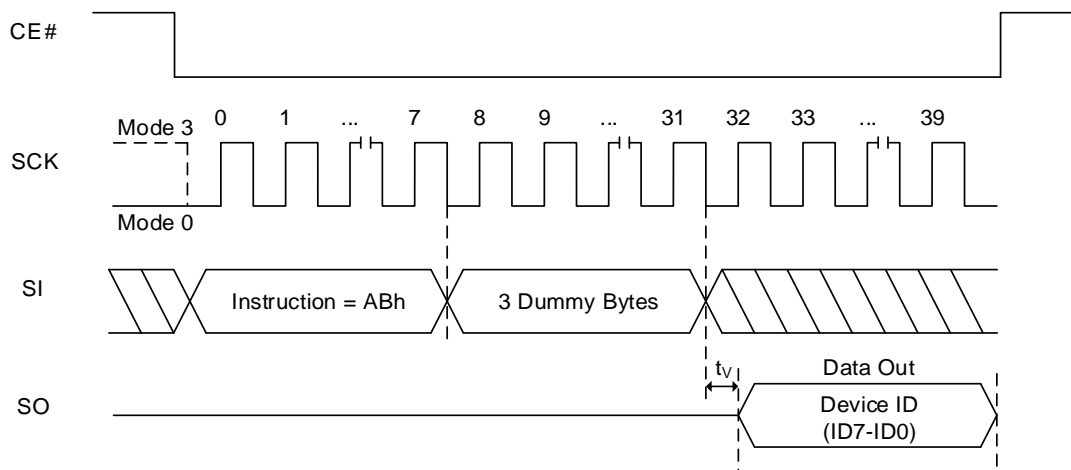 CE#
Mode 3
0 1 ... 7 8 9 ... 31 32 33 ... 39
SCK
Mode 0
SI
Instruction = ABh
3 Dummy Bytes
tV
Data Out
SO
Device ID
(ID7-ID0)